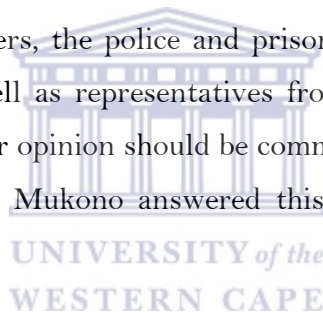 ers, the police and prison
ell as representatives fro
r opinion should be comm
Mukono answered this
UNIVERSITY of the
WESTERN CAPE